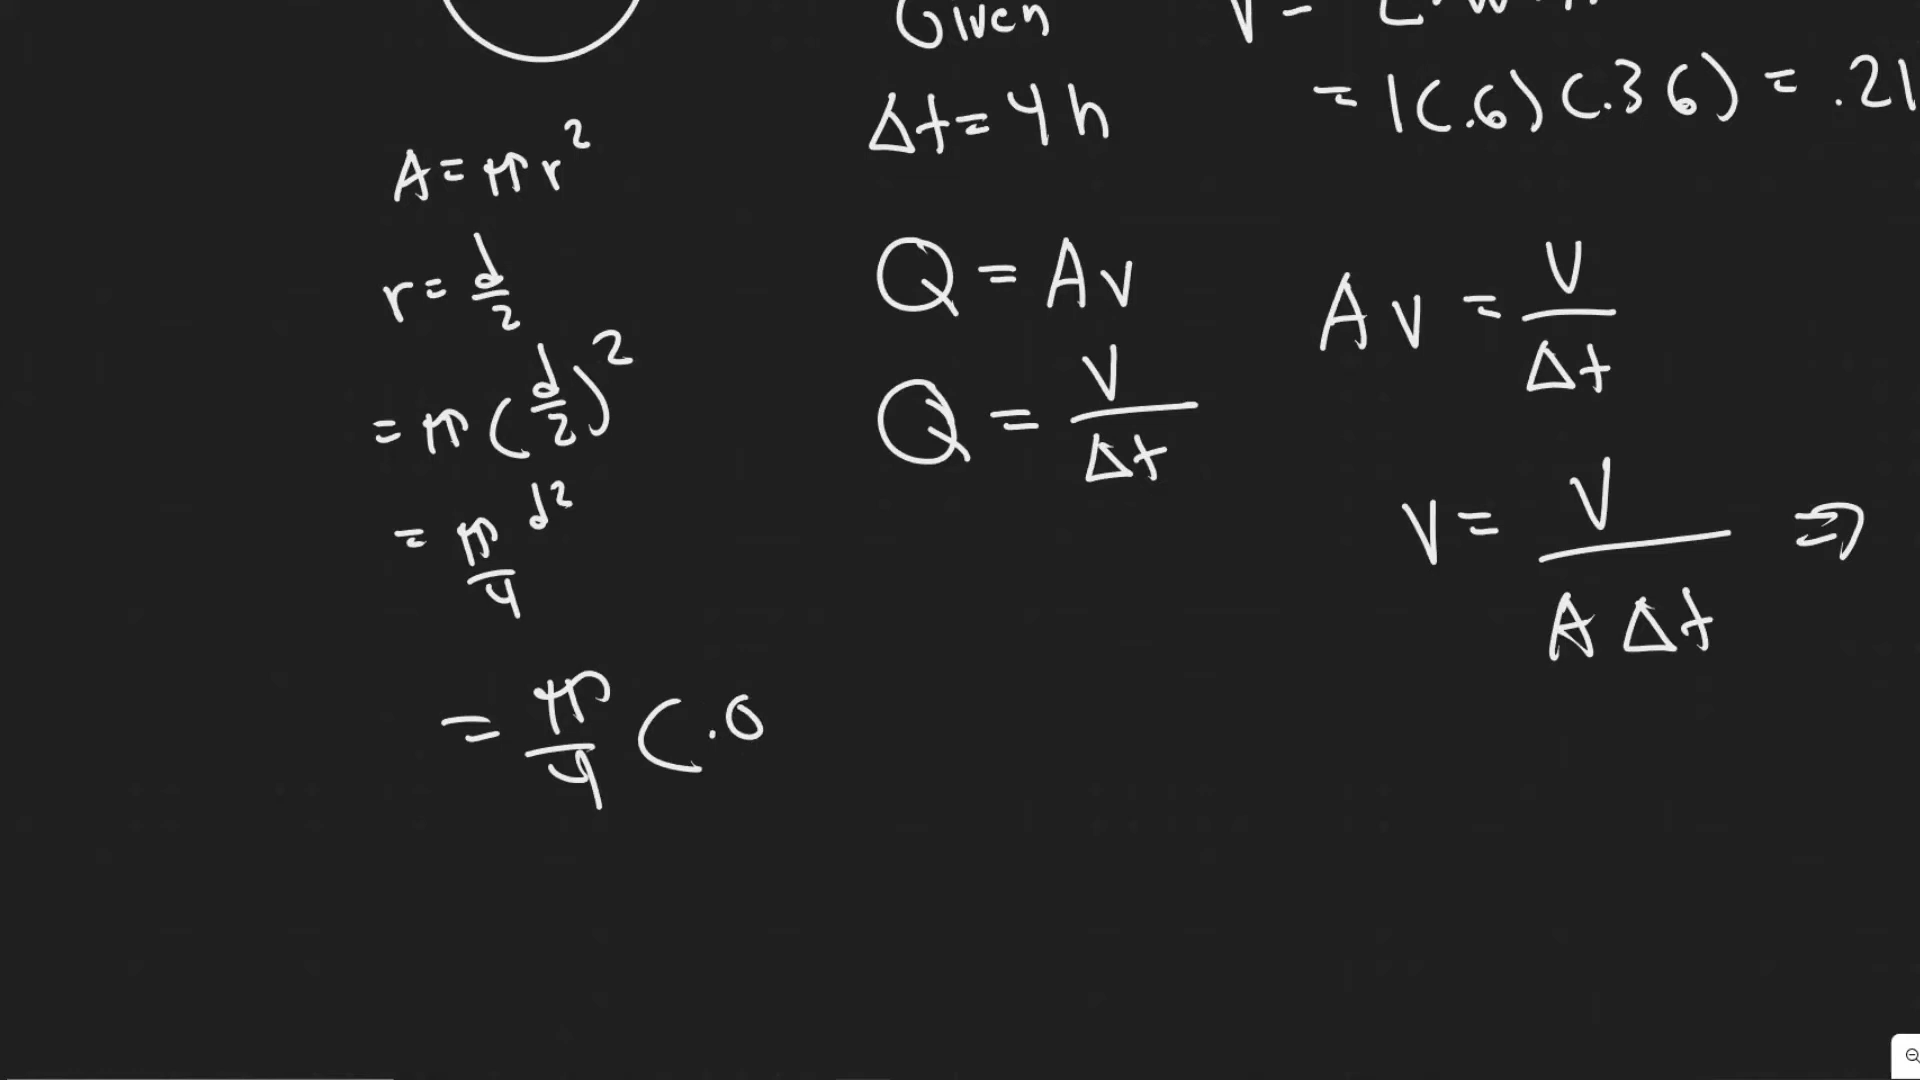 Given
Δt = 4 h
= 1(.6)(.36) = .21
A = πr²
r = d/2
= π(d/2)²
= π/4 d²
= π/4 (.0
Q = Av
Q = V/Δt
Av = V/Δt
v = V/(A Δt) ⇒